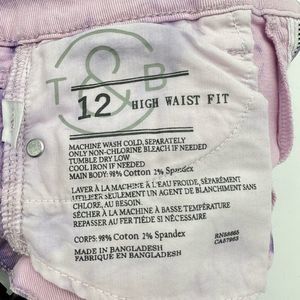 T & B
12 HIGH WAIST FIT
MACHINE WASH COLD, SEPARATELY
ONLY NON-CHLORINE BLEACH IF NEEDED
TUMBLE DRY LOW
COOL IRON IF NEEDED
MAIN BODY: 98% Cotton 2% Spandex
LAVER À LA MACHINE À L'EAU FROIDE, SÉPARÉMENT
UTILISER SEULEMENT UN AGENT DE BLANCHIMENT SANS
CHLORE, AU BESOIN.
SÉCHER À LA MACHINE À BASSE TEMPÉRATURE
REPASSER AU FER TIÈDE SI NÉCESSAIRE
CORPS: 98% Coton 2% Spandex
MADE IN BANGLADESH
FABRIQUÉ EN BANGLADESH